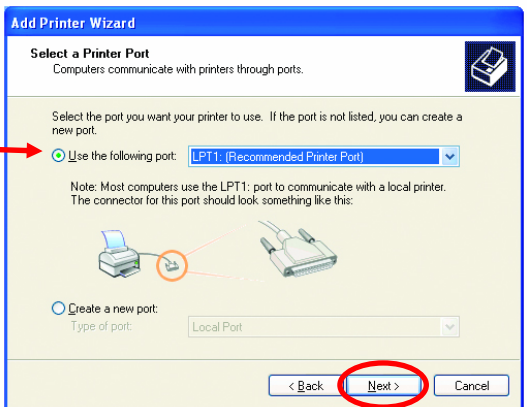 Add Printer Wizard
Select a Printer Port
Computers communicate with printers through ports.
Select the port you want your printer to use. If the port is not listed, you can create a
new port.
Use the following port: LPT1: (Recommended Printer Port)
Note: Most computers use the LPT1: port to communicate with a local printer.
The connector for this port should look something like this:
Create a new port:
Type of port: Local Port
< Back Next > Cancel